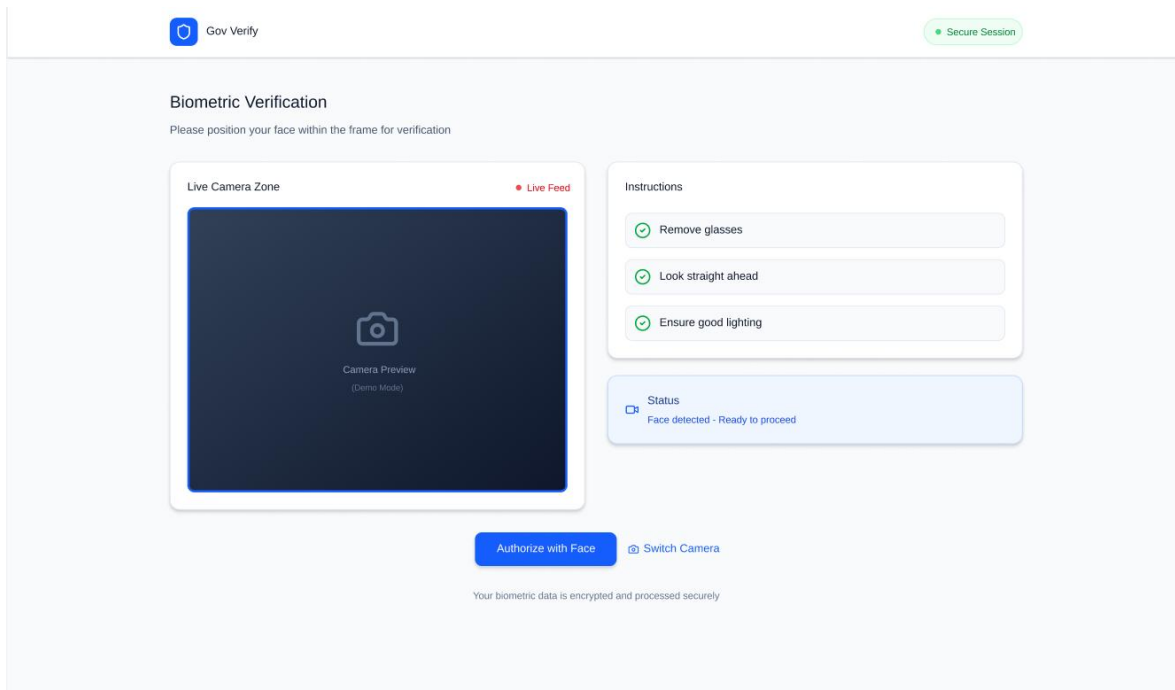 Gov Verify
Secure Session
Biometric Verification
Please position your face within the frame for verification
Live Camera Zone
Live Feed
Camera Preview
(Demo Mode)
Instructions
Remove glasses
Look straight ahead
Ensure good lighting
Status
Face detected - Ready to proceed
Authorize with Face
Switch Camera
Your biometric data is encrypted and processed securely